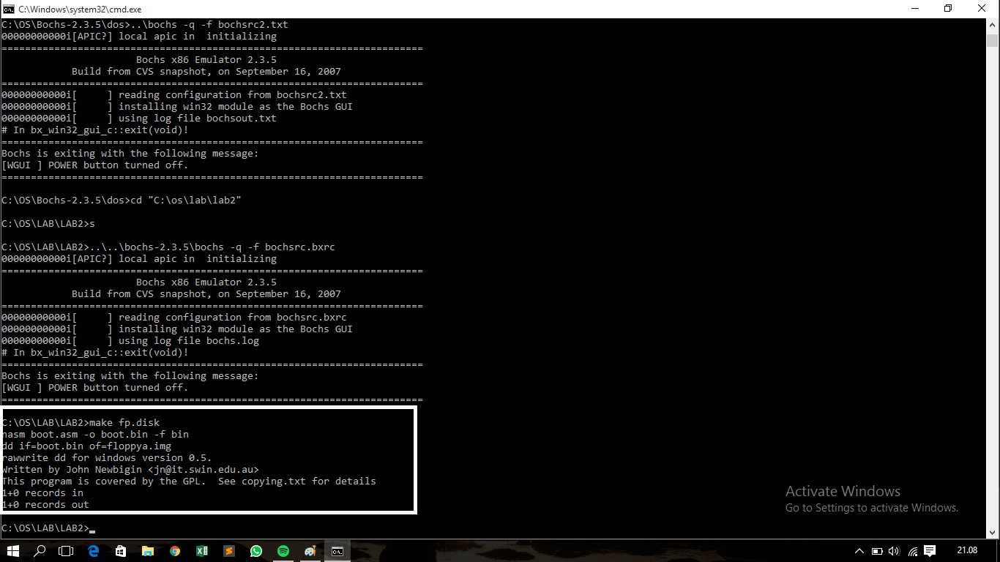 C:\Windows\system32\cmd.exe
C:\OS\Bochs-2.3.5\dos>..\bochs -q -f bochsrc2.txt
00000000000i[APIC?] local apic in  initializing
========================================================================
                       Bochs x86 Emulator 2.3.5
            Build from CVS snapshot, on September 16, 2007
========================================================================
00000000000i[     ] reading configuration from bochsrc2.txt
00000000000i[     ] installing win32 module as the Bochs GUI
00000000000i[     ] using log file bochsout.txt
# In bx_win32_gui_c::exit(void)!
========================================================================
Bochs is exiting with the following message:
[WGUI ] POWER button turned off.
========================================================================
C:\OS\Bochs-2.3.5\dos>cd "C:\os\lab\lab2"
C:\OS\LAB\LAB2>s
C:\OS\LAB\LAB2>..\..\bochs-2.3.5\bochs -q -f bochsrc.bxrc
00000000000i[APIC?] local apic in  initializing
========================================================================
                       Bochs x86 Emulator 2.3.5
            Build from CVS snapshot, on September 16, 2007
========================================================================
00000000000i[     ] reading configuration from bochsrc.bxrc
00000000000i[     ] installing win32 module as the Bochs GUI
00000000000i[     ] using log file bochs.log
# In bx_win32_gui_c::exit(void)!
========================================================================
Bochs is exiting with the following message:
[WGUI ] POWER button turned off.
========================================================================
C:\OS\LAB\LAB2>make fp.disk
nasm boot.asm -o boot.bin -f bin
dd if=boot.bin of=floppya.img
rawwrite dd for windows version 0.5.
Written by John Newbigin <jn@it.swin.edu.au>
This program is covered by the GPL.  See copying.txt for details
1+0 records in
1+0 records out
C:\OS\LAB\LAB2>_
Activate Windows
Go to Settings to activate Windows.
21.08